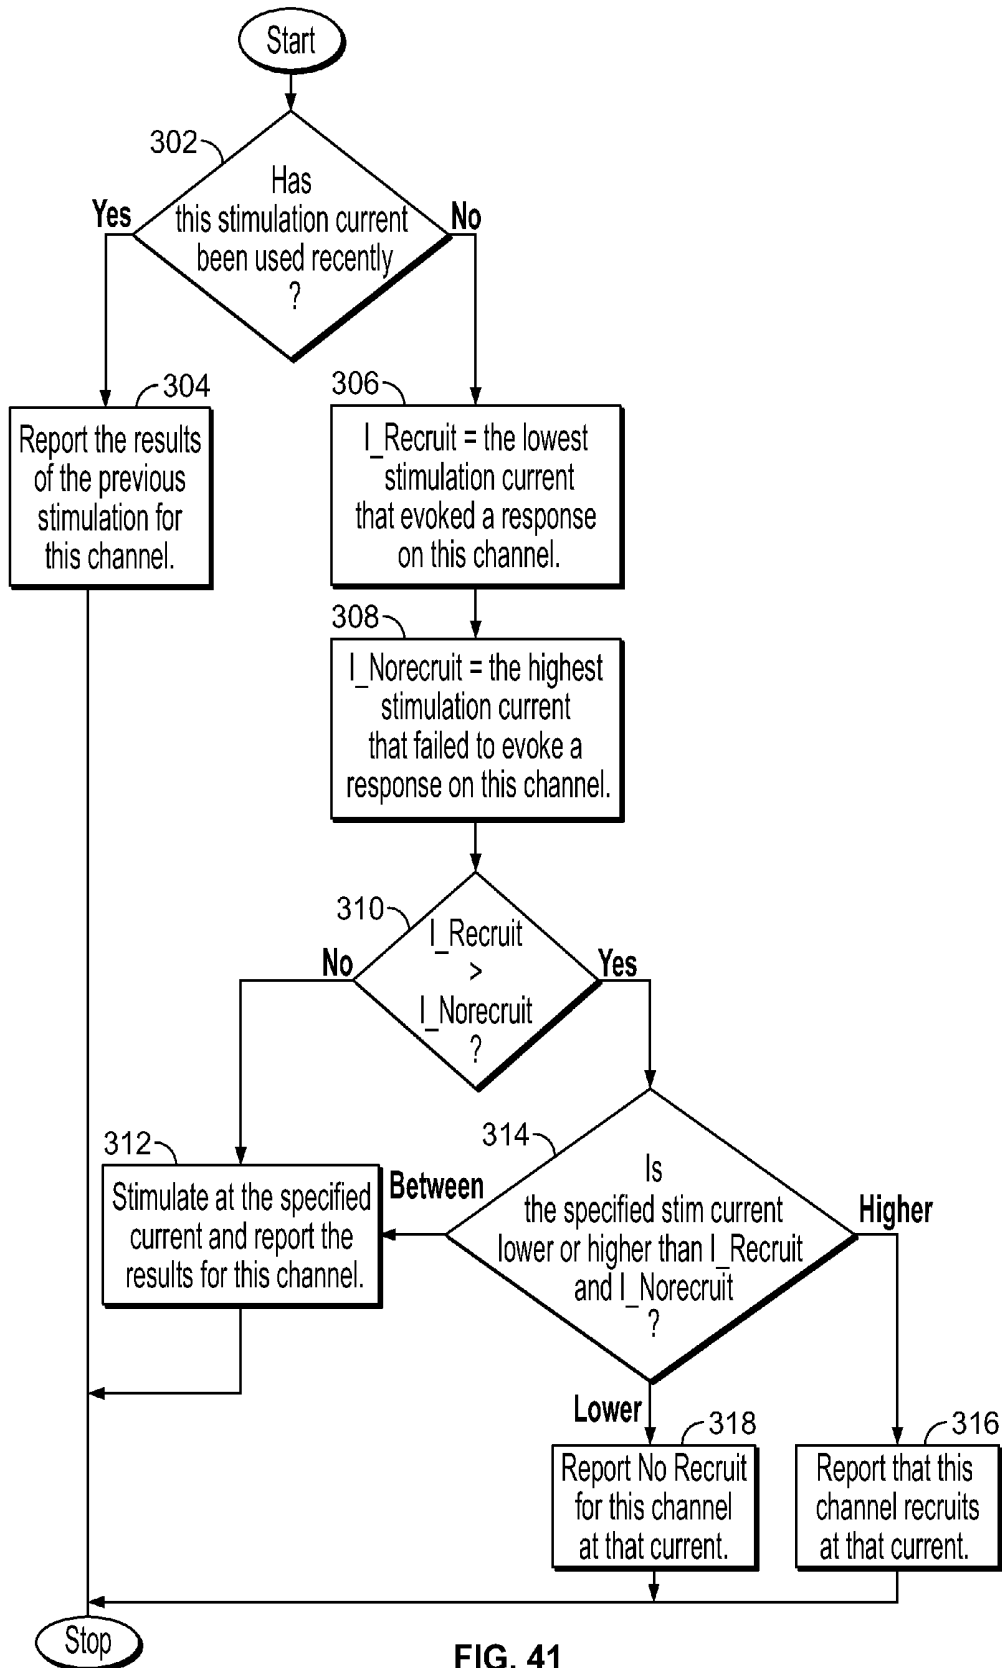 Start
302
Has
this stimulation current
been used recently
?
Yes
No
304
Report the results
of the previous
stimulation for
this channel.
306
I_Recruit = the lowest
stimulation current
that evoked a response
on this channel.
308
I_Norecruit = the highest
stimulation current
that failed to evoke a
response on this channel.
310
I_Recruit
>
I_Norecruit
?
No
Yes
312
Stimulate at the specified
current and report the
results for this channel.
314
Is
the specified stim current
lower or higher than I_Recruit
and I_Norecruit
?
Between
Higher
Lower
318
Report No Recruit
for this channel
at that current.
316
Report that this
channel recruits
at that current.
Stop
FIG. 41